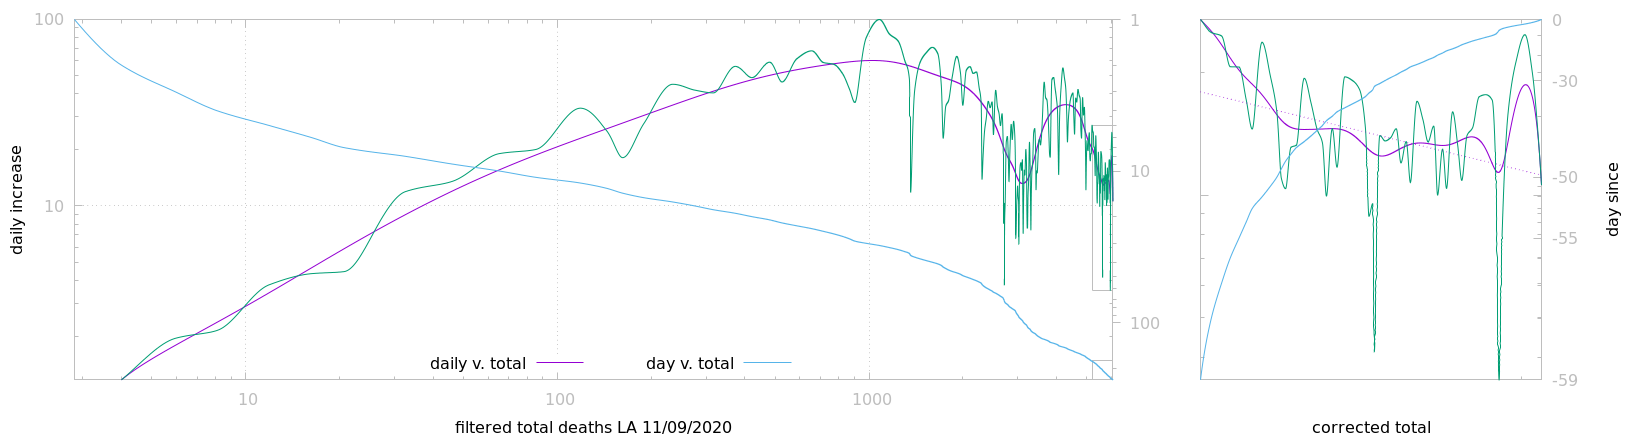 100
10
daily increase
10
100
1000
filtered total deaths LA 11/09/2020
daily v. total
day v. total
1
10
100
0
-30
-50
-55
-59
day since
corrected total